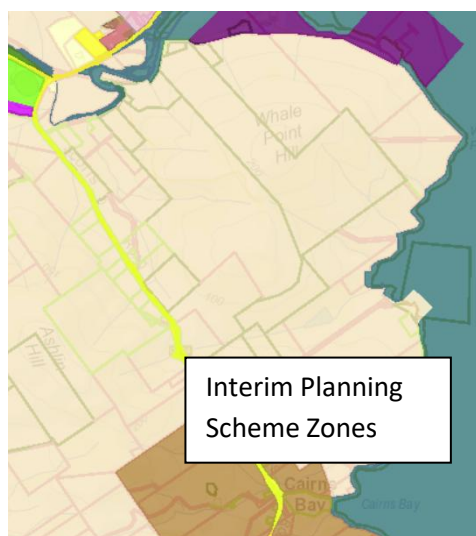 Whale
Point
Hill
Ashlin
Hill
Interim Planning
Scheme Zones
Cairns
Bay
Cairns Bay